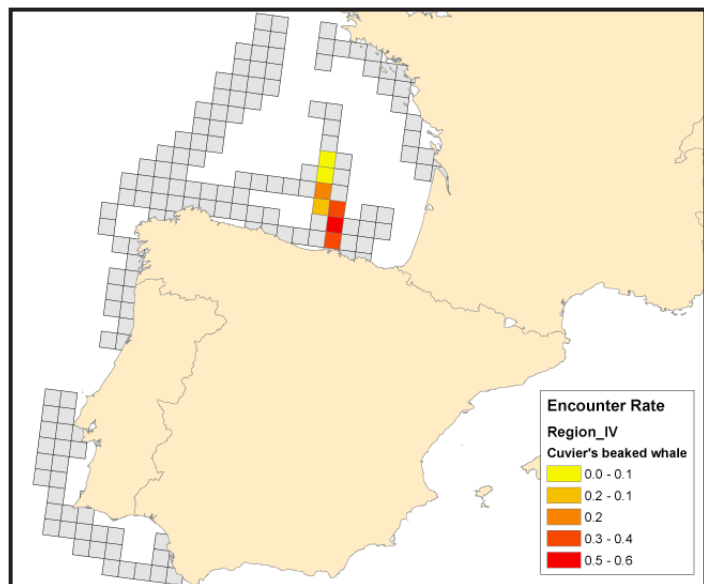 Encounter Rate
Region_IV
Cuvier's beaked whale
0.0 - 0.1
0.2 - 0.1
0.2
0.3 - 0.4
0.5 - 0.6